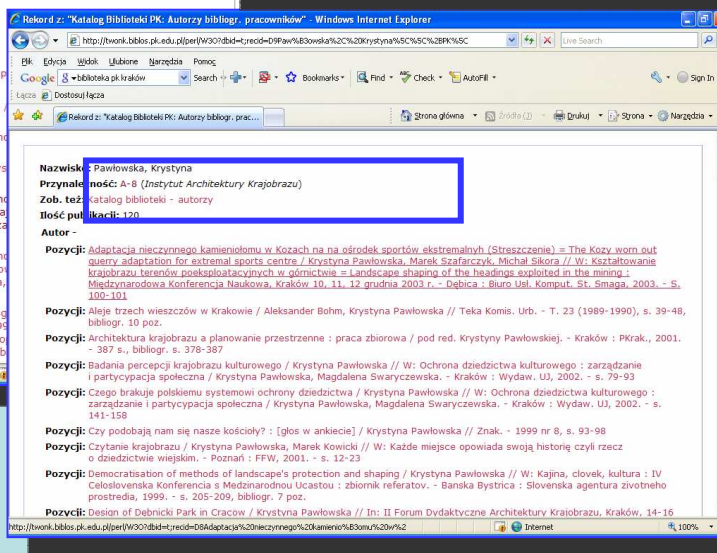 Rekord z: "Katalog Biblioteki PK: Autorzy bibliogr. pracowników" - Windows Internet Explorer
http://twonk.biblos.pk.edu.pl/perl/W3O?dbid=t;recid=D9Paw%B3owska%2C%20Krystyna%5C%5C%2BPK%5C
Live Search
Plik Edycja Widok Ulubione Narzędzia Pomoc
Google biblioteka pk kraków Search Bookmarks Find Check AutoFill Sign In
Łącza Dostosuj łącza
Rekord z: "Katalog Biblioteki PK: Autorzy bibliogr. prac... Strona główna Źródło (J) Drukuj Strona Narzędzia
Nazwisko: Pawłowska, Krystyna
Przynależność: A-8 (Instytut Architektury Krajobrazu)
Zob. też: Katalog biblioteki - autorzy
Ilość publikacji: 120
Autor -
Pozycji: Adaptacja nieczynnego kamieniołomu w Kozach na na ośrodek sportów ekstremalnyh (Streszczenie) = The Kozy worn out
querry adaptation for extremal sports centre / Krystyna Pawłowska, Marek Szafarczyk, Michał Sikora // W: Kształtowanie
krajobrazu terenów poeksploatacyjnych w górnictwie = Landscape shaping of the headings exploited in the mining :
Międzynarodowa Konferencja Naukowa, Kraków 10, 11, 12 grudnia 2003 r. - Dębica : Biuro Usł. Komput. St. Smaga, 2003. - S.
100-101
Pozycji: Aleje trzech wieszczów w Krakowie / Aleksander Bohm, Krystyna Pawłowska // Teka Komis. Urb. - T. 23 (1989-1990), s. 39-48,
bibliogr. 10 poz.
Pozycji: Architektura krajobrazu a planowanie przestrzenne : praca zbiorowa / pod red. Krystyny Pawłowskiej. - Kraków : PKrak., 2001.
- 387 s., bibliogr. s. 378-387
Pozycji: Badania percepcji krajobrazu kulturowego / Krystyna Pawłowska // W: Ochrona dziedzictwa kulturowego : zarządzanie
i partycypacja społeczna / Krystyna Pawłowska, Magdalena Swaryczewska. - Kraków : Wydaw. UJ, 2002. - s. 79-93
Pozycji: Czego brakuje polskiemu systemowi ochrony dziedzictwa / Krystyna Pawłowska // W: Ochrona dziedzictwa kulturowego :
zarządzanie i partycypacja społeczna / Krystyna Pawłowska, Magdalena Swaryczewska. - Kraków : Wydaw. UJ, 2002. - s.
141-158
Pozycji: Czy podobają nam się nasze kościoły? : [głos w ankiecie] / Krystyna Pawłowska // Znak. - 1999 nr 8, s. 93-98
Pozycji: Czytanie krajobrazu / Krystyna Pawłowska, Marek Kowicki // W: Każde miejsce opowiada swoją historię czyli rzecz
o dziedzictwie wiejskim. - Poznań : FFW, 2001. - s. 12-23
Pozycji: Democratisation of methods of landscape's protection and shaping / Krystyna Pawłowska // W: Kajina, clovek, kultura : IV
Celoslovenska Konferencia s Medzinarodnou Ucastou : zbiornik referatov. - Banska Bystrica : Slovenska agentura zivotneho
prostredia, 1999. - s. 205-209, bibliogr. 7 poz.
Pozycji: Design of Dębnicki Park in Cracow / Krystyna Pawłowska // In: II Forum Dydaktyczne Architektury Krajobrazu, Kraków, 14-16
http://twonk.biblos.pk.edu.pl/perl/W3O?dbid=t;recid=D8Adaptacja%20nieczynnego%20kamienio%B3omu%20w%2 Internet 100%